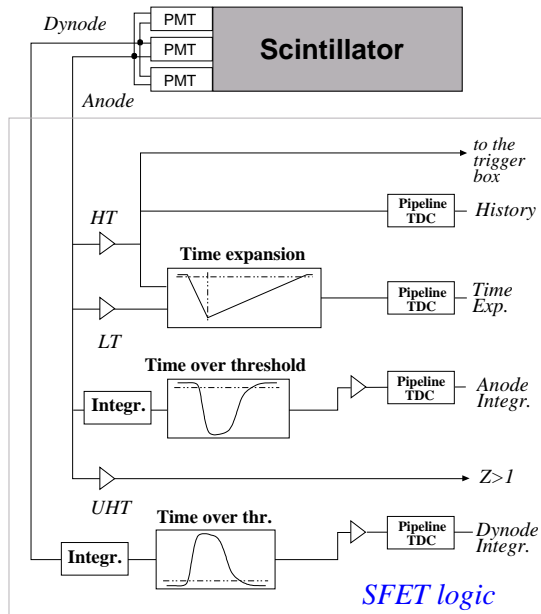 Dynode
PMT
PMT
PMT
Scintillator
Anode
to the
trigger
box
HT
Pipeline
TDC
History
Time expansion
LT
Pipeline
TDC
Time
Exp.
Time over threshold
Integr.
Pipeline
TDC
Anode
Integr.
UHT
Z>1
Time over thr.
Integr.
Pipeline
TDC
Dynode
Integr.
SFET logic